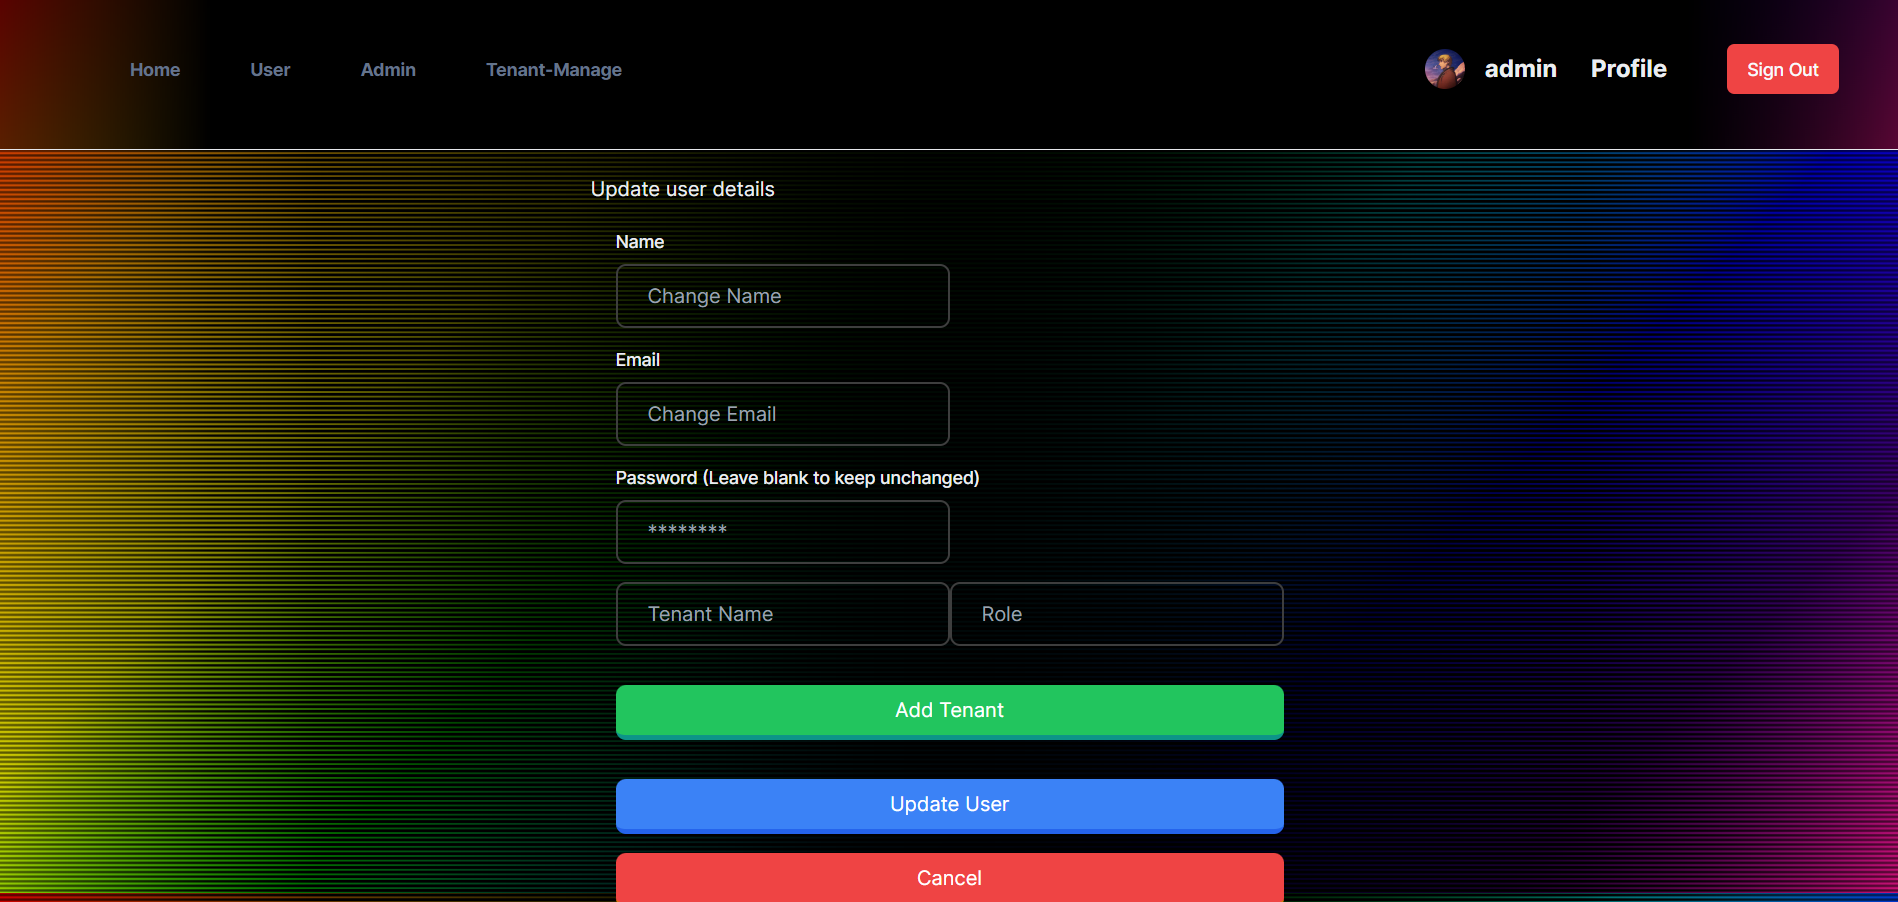 Home User Admin Tenant-Manage admin Profile Sign Out
Update user details
Name
Change Name
Email
Change Email
Password (Leave blank to keep unchanged)
********
Tenant Name Role
Add Tenant
Update User
Cancel